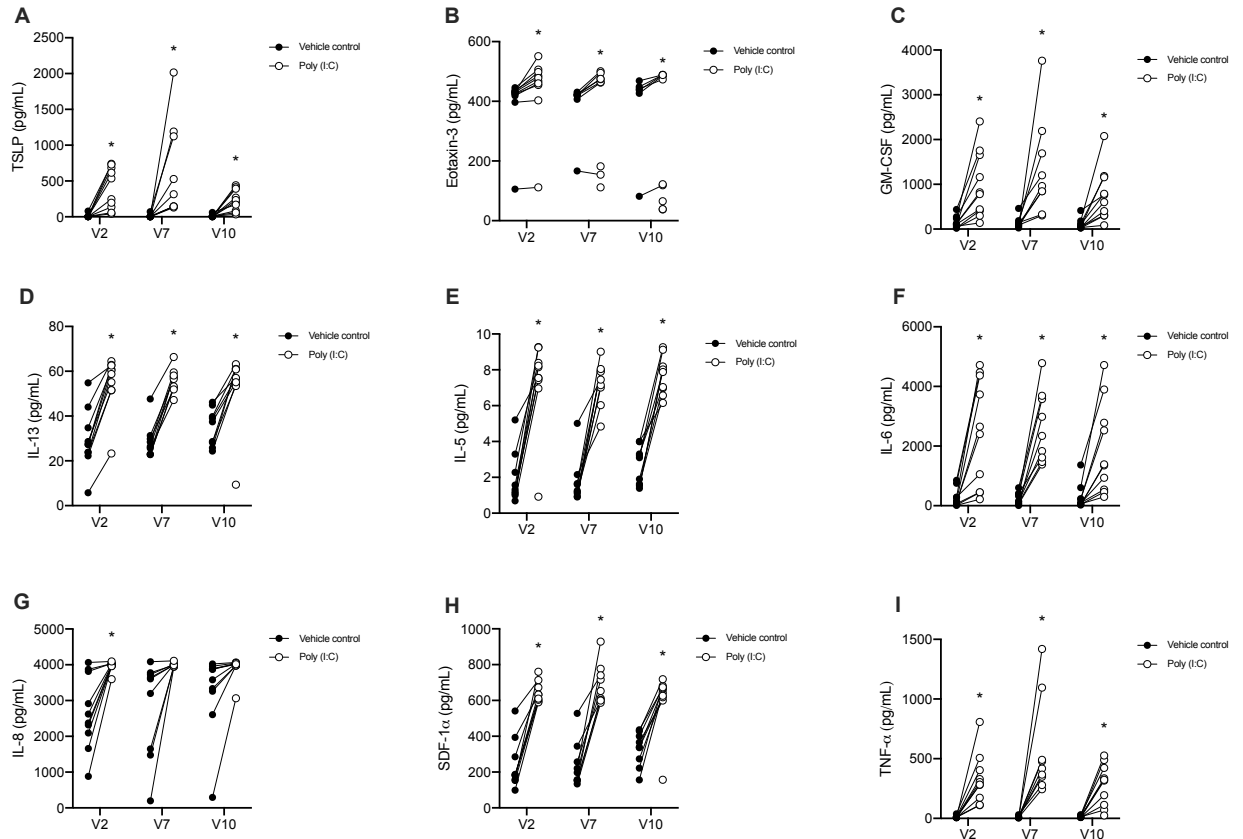 A
TSLP (pg/mL)
2500
2000
1500
1000
500
0
* * *
V2 V7 V10
Vehicle control
Poly (I:C)
B
Eotaxin-3 (pg/mL)
600
400
200
0
* * *
V2 V7 V10
Vehicle control
Poly (I:C)
C
GM-CSF (pg/mL)
4000
3000
2000
1000
0
* * *
V2 V7 V10
Vehicle control
Poly (I:C)
D
IL-13 (pg/mL)
80
60
40
20
0
* * *
V2 V7 V10
Vehicle control
Poly (I:C)
E
IL-5 (pg/mL)
10
8
6
4
2
0
* * *
V2 V7 V10
Vehicle control
Poly (I:C)
F
IL-6 (pg/mL)
6000
4000
2000
0
* * *
V2 V7 V10
Vehicle control
Poly (I:C)
G
IL-8 (pg/mL)
5000
4000
3000
2000
1000
0
*
V2 V7 V10
Vehicle control
Poly (I:C)
H
SDF-1α (pg/mL)
1000
800
600
400
200
0
* * *
V2 V7 V10
Vehicle control
Poly (I:C)
I
TNF-α (pg/mL)
1500
1000
500
0
* * *
V2 V7 V10
Vehicle control
Poly (I:C)